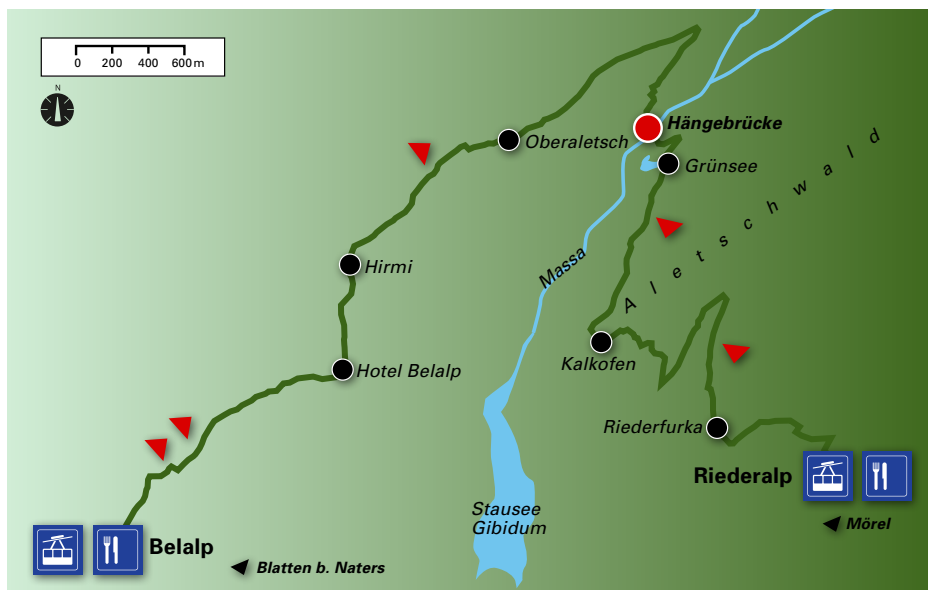 0 200 400 600 m
N
Hängebrücke
Oberaletsch
Grünsee
Aletschwald
Massa
Hirmi
Kalkofen
Hotel Belalp
Riederfurka
Riederalp
Stausee
Gibidum
Mörel
Belalp
Blatten b. Naters